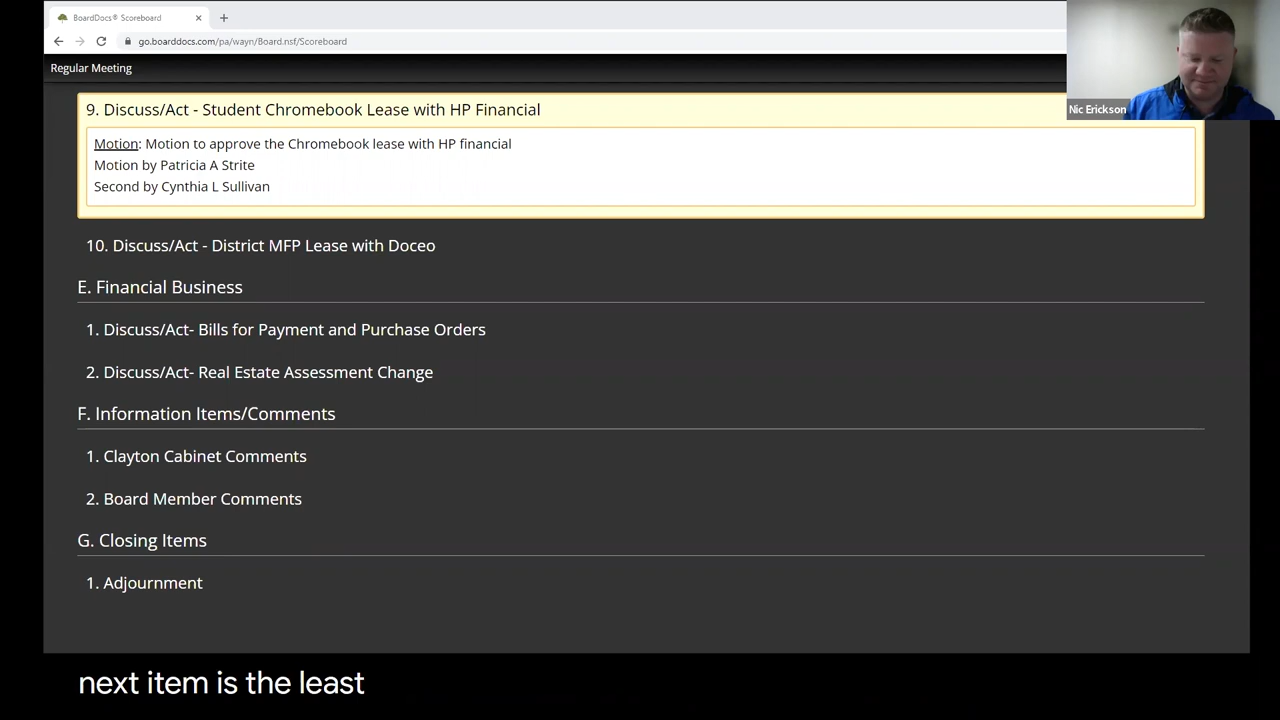 BoardDocs® Scoreboard
go.boarddocs.com/pa/wayn/Board.nsf/Scoreboard
Regular Meeting
Nic Erickson
9. Discuss/Act - Student Chromebook Lease with HP Financial
Motion: Motion to approve the Chromebook lease with HP financial
Motion by Patricia A Strite
Second by Cynthia L Sullivan
10. Discuss/Act - District MFP Lease with Doceo
E. Financial Business
1. Discuss/Act- Bills for Payment and Purchase Orders
2. Discuss/Act- Real Estate Assessment Change
F. Information Items/Comments
1. Clayton Cabinet Comments
2. Board Member Comments
G. Closing Items
1. Adjournment
next item is the least